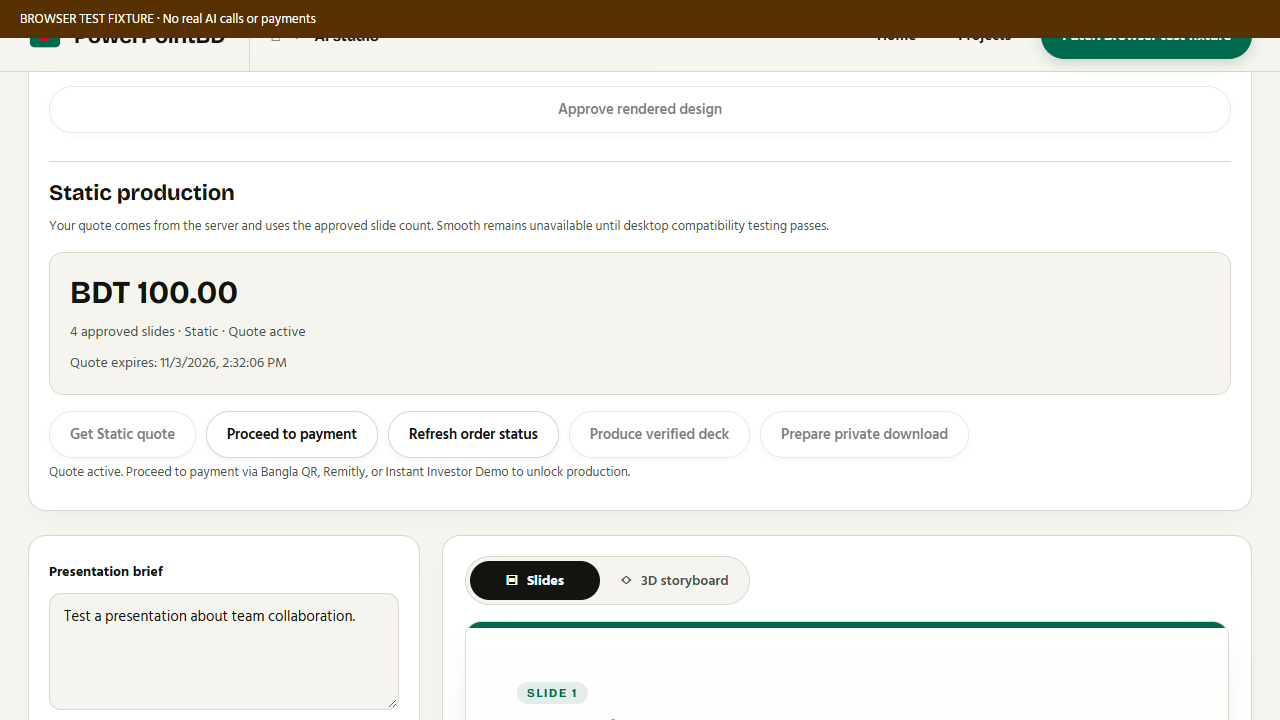 BROWSER TEST FIXTURE · No real AI calls or payments
PowerPointBD
AI studio
Home
Projects
Approve rendered design
Static production
Your quote comes from the server and uses the approved slide count. Smooth remains unavailable until desktop compatibility testing passes.
BDT 100.00
4 approved slides · Static · Quote active
Quote expires: 11/3/2026, 2:32:06 PM
Get Static quote
Proceed to payment
Refresh order status
Produce verified deck
Prepare private download
Quote active. Proceed to payment via Bangla QR, Remitly, or Instant Investor Demo to unlock production.
Presentation brief
Slides
3D storyboard
Test a presentation about team collaboration.
SLIDE 1